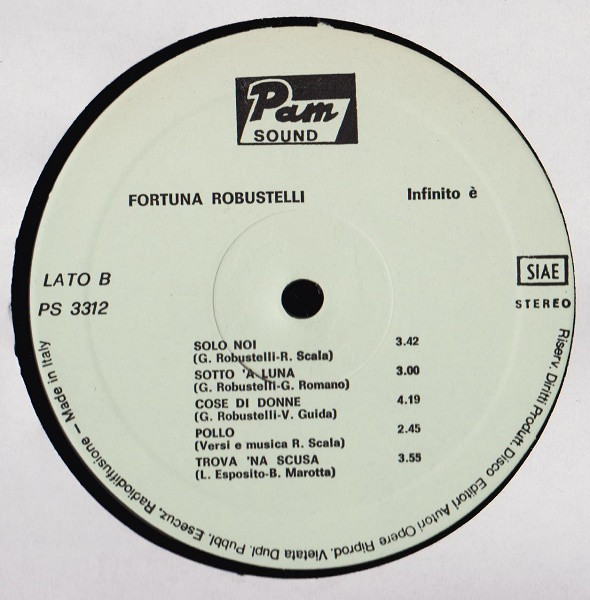 Pam
SOUND
FORTUNA ROBUSTELLI Infinito è
LATO B
PS 3312
SIAE
STEREO
SOLO NOI 3.42
(G. Robustelli-R. Scala)
SOTTO 'A LUNA 3.00
(G. Robustelli-G. Romano)
COSE DI DONNE 4.19
(G. Robustelli-V. Guida)
POLLO 2.45
(Versi e musica R. Scala)
TROVA 'NA SCUSA 3.55
(L. Esposito-B. Marotta)
Riserv. Diritti Produtt. Disco Editori Autori Opere Riprod. Vietata Dupl. Pubbl. Esecuz. Radiodiffusione - Made in Italy